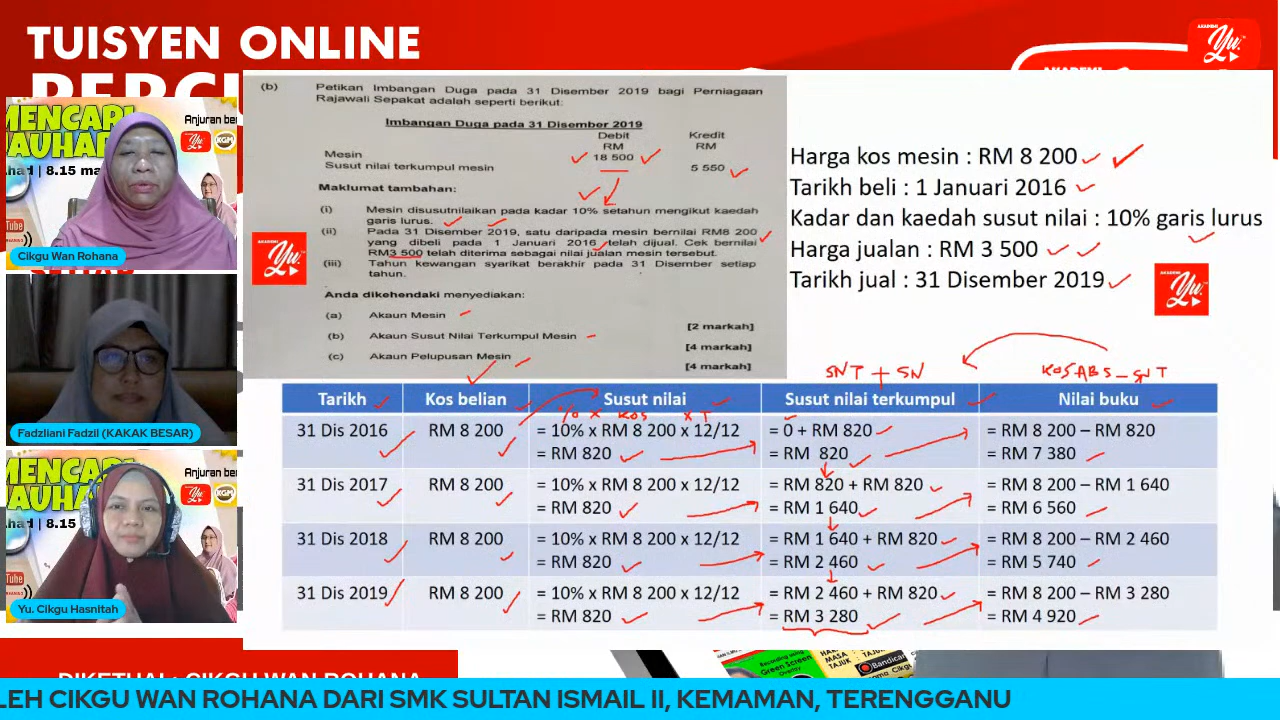 TUISYEN ONLINE
MENCARI
Anjuran ber
8.15 ma
Cikgu Wan Rohana
Fadzliani Fadzil (KAKAK BESAR)
MENCARI
Anjuran ber
8.15
Yu. Cikgu Hasnitah
(b) Petikan Imbangan Duga pada 31 Disember 2019 bagi Perniagaan
Rajawali Sepakat adalah seperti berikut:
Imbangan Duga pada 31 Disember 2019
Debit Kredit
RM RM
Mesin 18 500
Susut nilai terkumpul mesin 5 550
Maklumat tambahan:
(i) Mesin disusutnilaikan pada kadar 10% setahun mengikut kaedah
garis lurus.
(ii) Pada 31 Disember 2019, satu daripada mesin bernilai RM8 200
yang dibeli pada 1 Januari 2016 telah dijual. Cek bernilai
RM3 500 telah diterima sebagai nilai jualan mesin tersebut.
(iii) Tahun kewangan syarikat berakhir pada 31 Disember setiap
tahun.
Anda dikehendaki menyediakan:
(a) Akaun Mesin
[2 markah]
(b) Akaun Susut Nilai Terkumpul Mesin
[4 markah]
(c) Akaun Pelupusan Mesin
[4 markah]
Harga kos mesin : RM 8 200
Tarikh beli : 1 Januari 2016
Kadar dan kaedah susut nilai : 10% garis lurus
Harga jualan : RM 3 500
Tarikh jual : 31 Disember 2019
SNT + SN
KOS ABS - SNT
Tarikh Kos belian Susut nilai Susut nilai terkumpul Nilai buku
% x KOS x T
31 Dis 2016 RM 8 200 = 10% x RM 8 200 x 12/12 = 0 + RM 820 = RM 8 200 – RM 820
= RM 820 = RM 820 = RM 7 380
31 Dis 2017 RM 8 200 = 10% x RM 8 200 x 12/12 = RM 820 + RM 820 = RM 8 200 – RM 1 640
= RM 820 = RM 1 640 = RM 6 560
31 Dis 2018 RM 8 200 = 10% x RM 8 200 x 12/12 = RM 1 640 + RM 820 = RM 8 200 – RM 2 460
= RM 820 = RM 2 460 = RM 5 740
31 Dis 2019 RM 8 200 = 10% x RM 8 200 x 12/12 = RM 2 460 + RM 820 = RM 8 200 – RM 3 280
= RM 820 = RM 3 280 = RM 4 920
LEH CIKGU WAN ROHANA DARI SMK SULTAN ISMAIL II, KEMAMAN, TERENGGANU